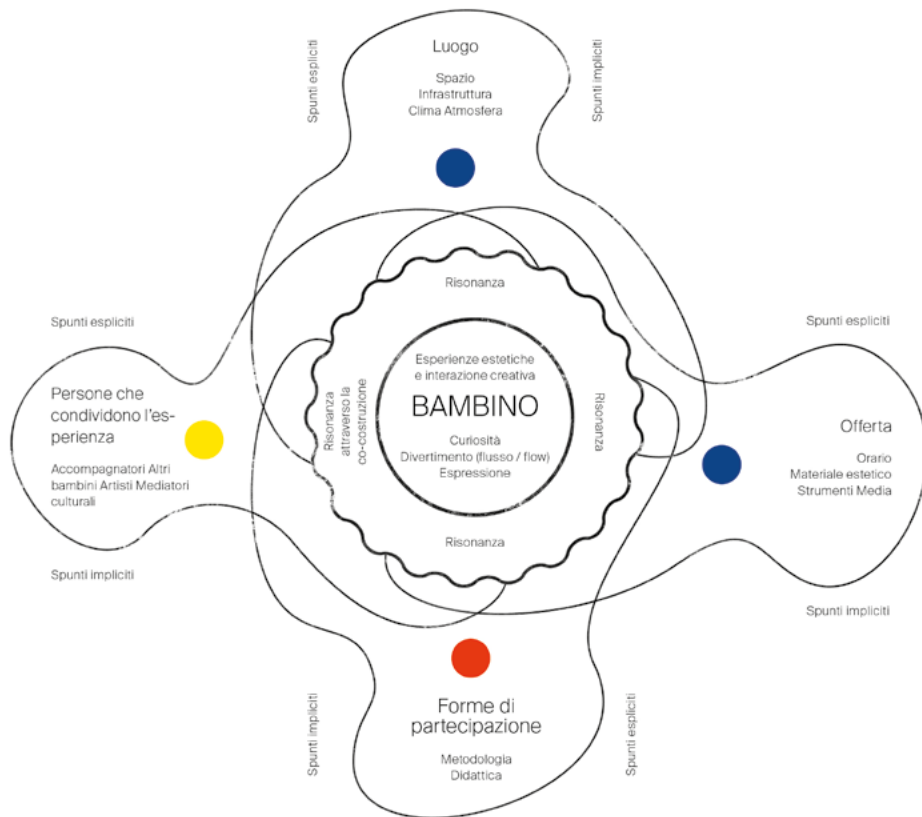 Luogo
Spazio
Infrastruttura
Clima Atmosfera
Spunti espliciti
Spunti impliciti
Risonanza
Spunti espliciti
Persone che
condividono l'es-
perienza
Accompagnatori Altri
bambini Artisti Mediatori
culturali
Spunti impliciti
Risonanza
attraverso la
co-costruzione
Esperienze estetiche
e interazione creativa
BAMBINO
Curiosità
Divertimento (flusso / flow)
Espressione
Risonanza
Spunti espliciti
Offerta
Orario
Materiale estetico
Strumenti Media
Spunti impliciti
Risonanza
Spunti impliciti
Forme di
partecipazione
Metodologia
Didattica
Spunti espliciti